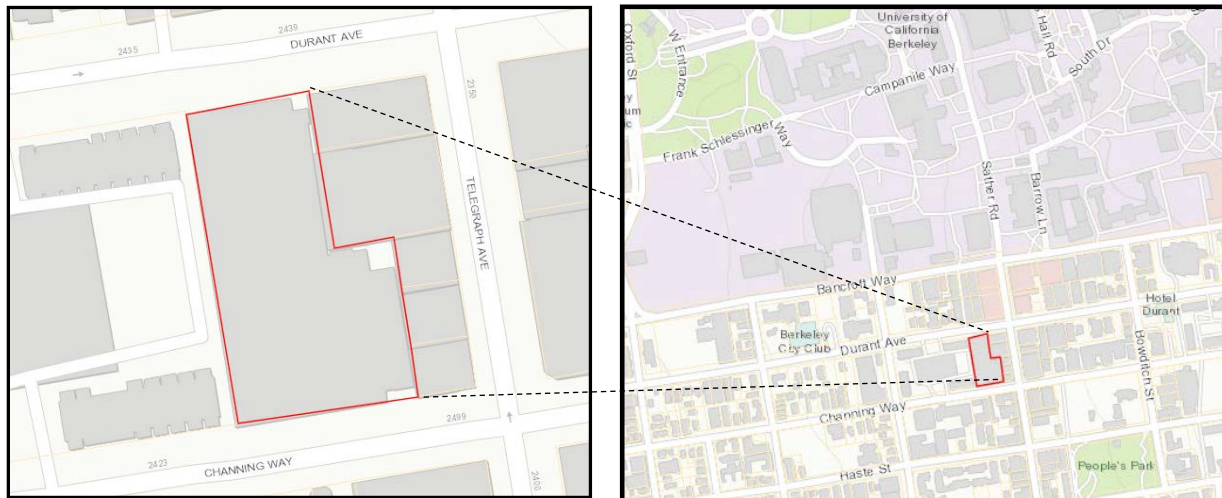 2439
DURANT AVE
2435
2350
TELEGRAPH AVE
2499
2423
CHANNING WAY
2400
University of
California
Berkeley
Hall Rd
South Dr
Oxford St
W Entrance
Campanile Way
Frank Schlessinger Way
Sather Rd
Barrow Ln
Bancroft Way
Hotel
Durant
Berkeley
City Club
Durant Ave
Bowditch St
Channing Way
Haste St
People's Park